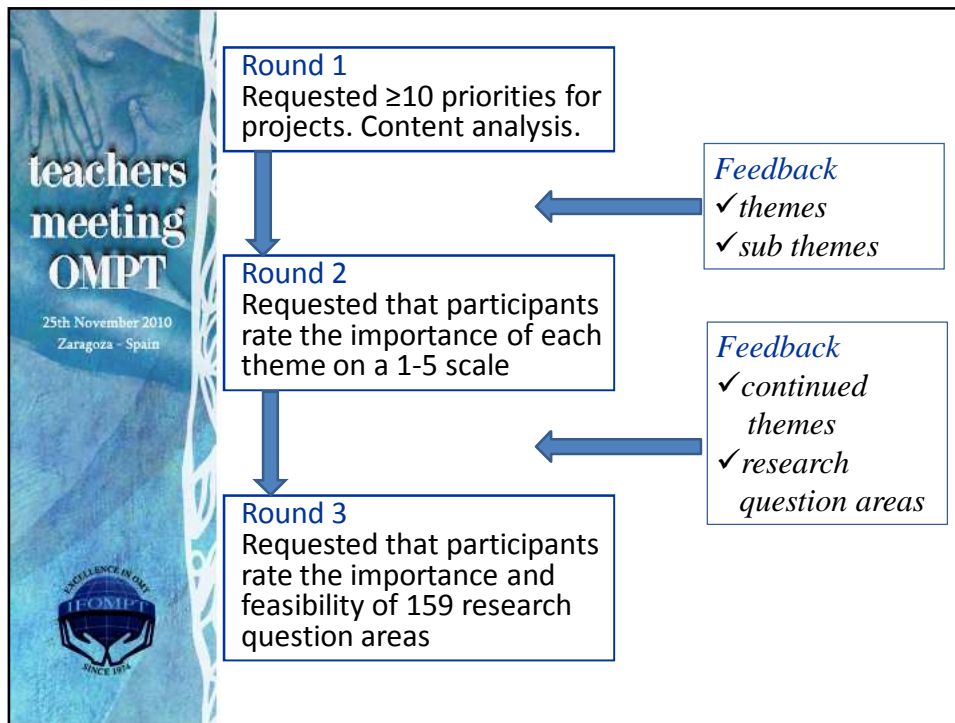 teachers
meeting
OMPT
25th November 2010
Zaragoza - Spain
EXCELLENCE IN OMT
IFOMPT
SINCE 1974
Round 1
Requested ≥10 priorities for
projects. Content analysis.
Feedback
✓themes
✓sub themes
Round 2
Requested that participants
rate the importance of each
theme on a 1-5 scale
Feedback
✓continued
themes
✓research
question areas
Round 3
Requested that participants
rate the importance and
feasibility of 159 research
question areas